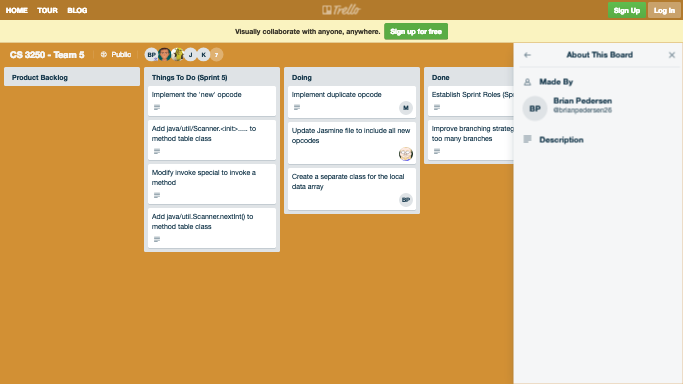 HOME TOUR BLOG
Trello
Sign Up Log In
Visually collaborate with anyone, anywhere. Sign up for free
CS 3250 - Team 5
Public
BP J K 7
About This Board
Made By
BP
Brian Pedersen
@brianpedersen26
Description
Product Backlog
Things To Do (Sprint 5)
Implement the 'new' opcode
Add java/util/Scanner.<init>..... to
method table class
Modify invoke special to invoke a
method
Add java/util.Scanner.nextInt() to
method table class
Doing
Implement duplicate opcode
M
Update Jasmine file to include all new
opcodes
Create a separate class for the local
data array
BP
Done
Establish Sprint Roles
Improve branching
too many branches